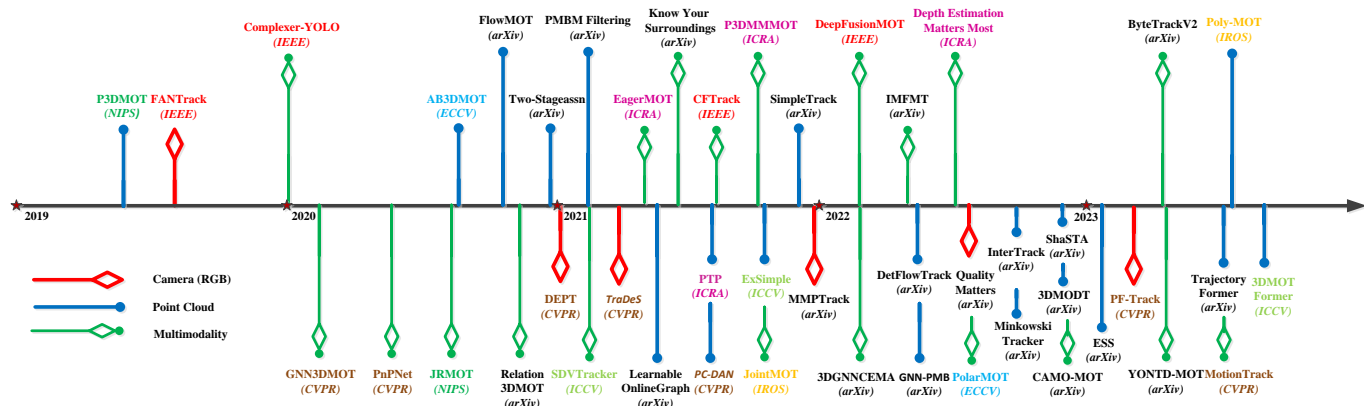 Complexer-YOLO
(IEEE)
FlowMOT
(arXiv)
PMBM Filtering
(arXiv)
Know Your
Surroundings
(arXiv)
P3DMMMOT
(ICRA)
DeepFusionMOT
(IEEE)
Depth Estimation
Matters Most
(ICRA)
ByteTrackV2
(arXiv)
Poly-MOT
(IROS)
P3DMOT
(NIPS)
FANTrack
(IEEE)
AB3DMOT
(ECCV)
Two-Stageassn
(arXiv)
EagerMOT
(ICRA)
CFTrack
(IEEE)
SimpleTrack
(arXiv)
IMFMT
(arXiv)
2019
2020
2021
2022
2023
Camera (RGB)
Point Cloud
Multimodality
DEPT
(CVPR)
TraDeS
(CVPR)
PTP
(ICRA)
ExSimple
(ICCV)
MMPTrack
(arXiv)
DetFlowTrack
(arXiv)
Quality
Matters
(arXiv)
InterTrack
(arXiv)
ShaSTA
(arXiv)
3DMODT
(arXiv)
Minkowski
Tracker
(arXiv)
ESS
(arXiv)
PF-Track
(CVPR)
Trajectory
Former
(arXiv)
3DMOT
Former
(ICCV)
GNN3DMOT
(CVPR)
PnPNet
(CVPR)
JRMOT
(NIPS)
Relation
3DMOT
(arXiv)
SDVTracker
(ICCV)
Learnable
OnlineGraph
(arXiv)
PC-DAN
(CVPR)
JointMOT
(IROS)
3DGNNCEMA
(arXiv)
GNN-PMB
(arXiv)
PolarMOT
(ECCV)
CAMO-MOT
(arXiv)
YONTD-MOT
(arXiv)
MotionTrack
(CVPR)